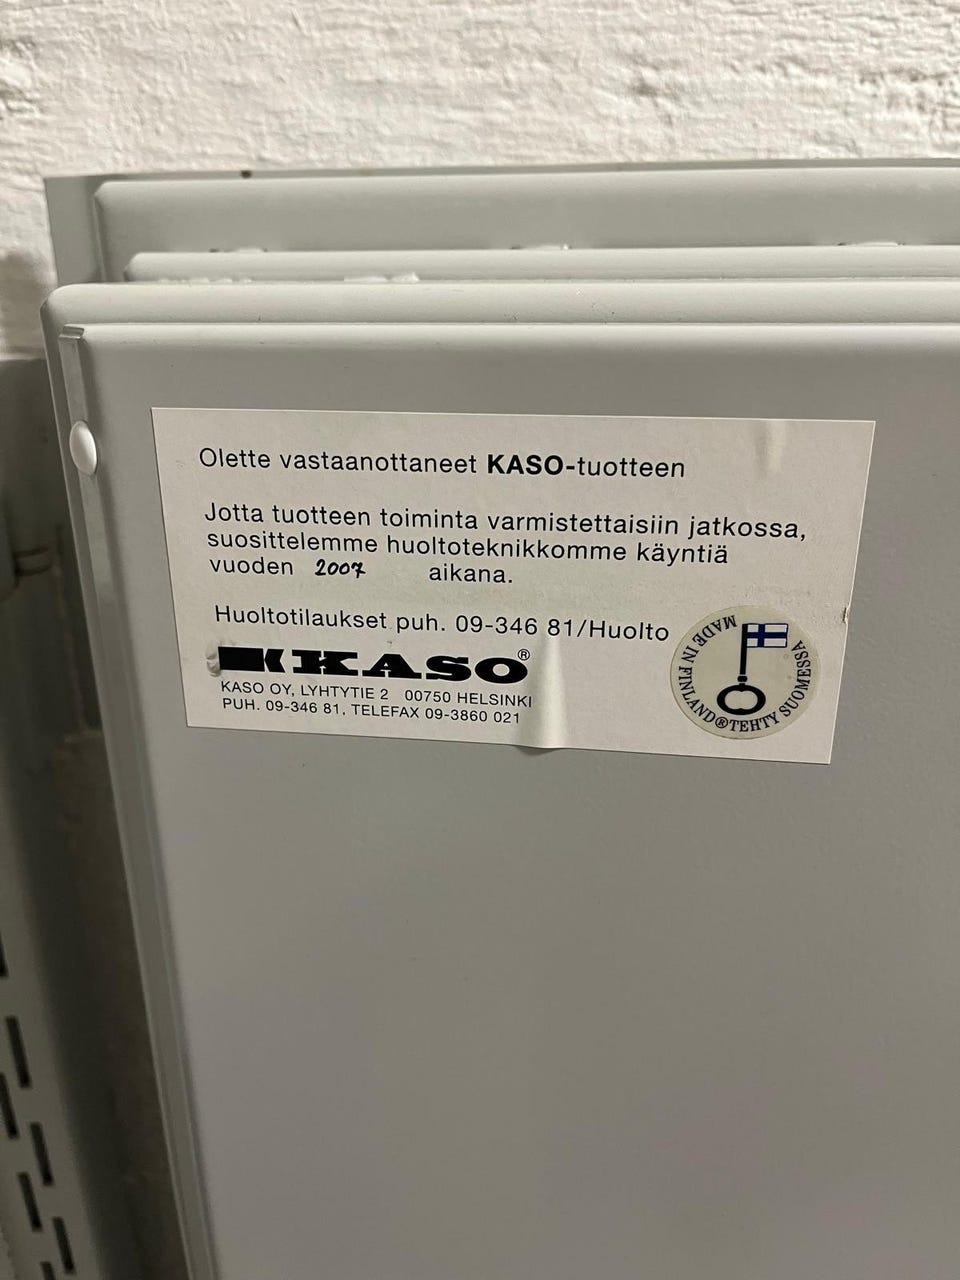 Olette vastaanottaneet KASO-tuotteen
Jotta tuotteen toiminta varmistettaisiin jatkossa,
suosittelemme huoltoteknikkomme käyntiä
vuoden 2007 aikana.
Huoltotilaukset puh. 09-346 81/Huolto
KASO®
KASO OY, LYHTYTIE 2 00750 HELSINKI
PUH. 09-346 81. TELEFAX 09-3860 021
MADE IN FINLAND®TEHTY SUOMESSA